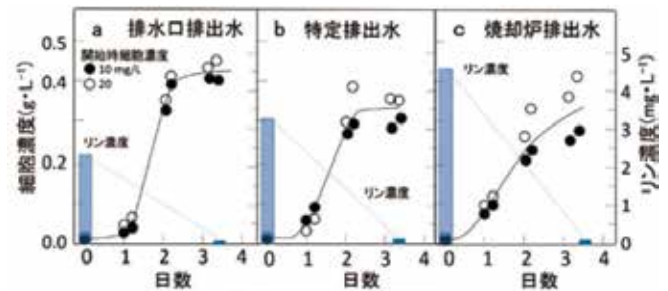 a 排水口排出水
b 特定排出水
c 焼却炉排出水
開始時細胞濃度
● 10 mg/L
○ 20
リン濃度
リン濃度
リン濃度
細胞濃度(g・L⁻¹)
0.5
0.4
0.2
0.0
リン濃度(mg・L⁻¹)
5
4
3
2
1
0
0 1 2 3 4
0 1 2 3 4
0 1 2 3 4
日数
日数
日数